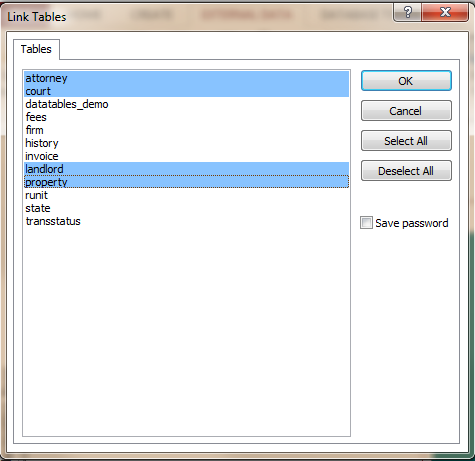 Link Tables
Tables
attorney
court
datatables_demo
fees
firm
history
invoice
landlord
property
runit
state
transstatus
OK
Cancel
Select All
Deselect All
Save password